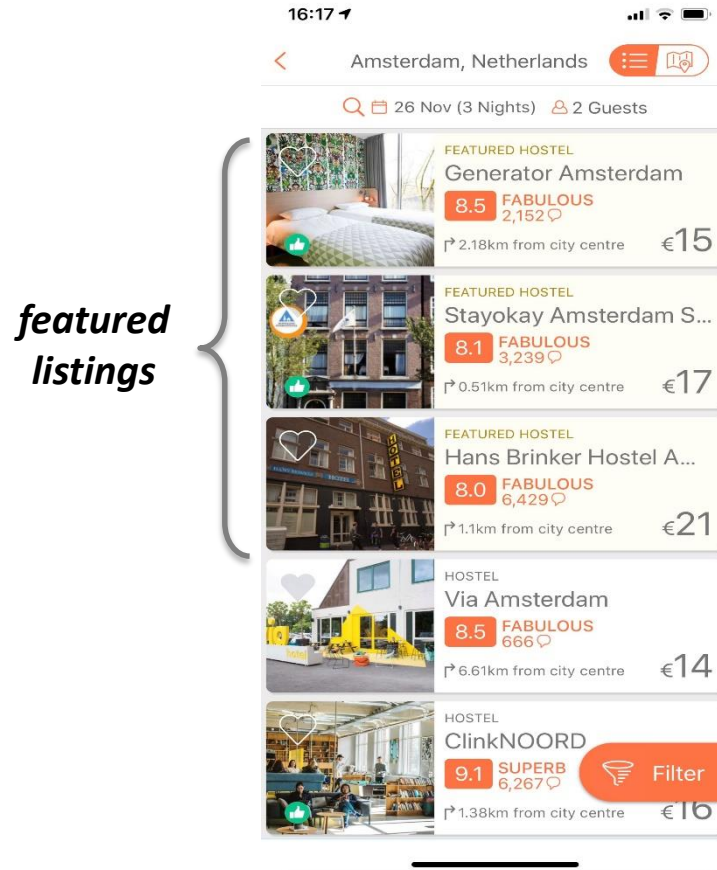 16:17
Amsterdam, Netherlands
26 Nov (3 Nights) 2 Guests
featured
listings
FEATURED HOSTEL
Generator Amsterdam
8.5 FABULOUS
2,152
2.18km from city centre €15
FEATURED HOSTEL
Stayokay Amsterdam S...
8.1 FABULOUS
3,239
0.51km from city centre €17
FEATURED HOSTEL
Hans Brinker Hostel A...
HOTEL
8.0 FABULOUS
6,429
1.1km from city centre €21
HOSTEL
Via Amsterdam
8.5 FABULOUS
666
6.61km from city centre €14
hostel
HOSTEL
ClinkNOORD
9.1 SUPERB
6,267
Filter
1.38km from city centre €16